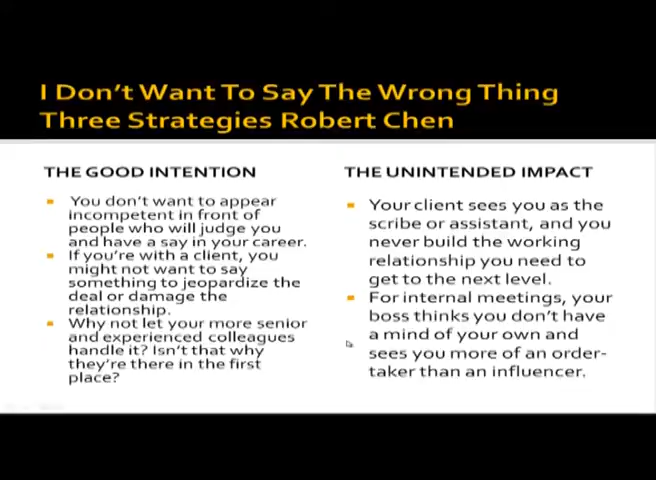 I Don't Want To Say The Wrong Thing
Three Strategies Robert Chen
THE GOOD INTENTION
You don't want to appear
incompetent in front of
people who will judge you
and have a say in your career.
If you're with a client, you
might not want to say
something to jeopardize the
deal or damage the
relationship.
Why not let your more senior
and experienced colleagues
handle it? Isn't that why
they're there in the first
place?
THE UNINTENDED IMPACT
Your client sees you as the
scribe or assistant, and you
never build the working
relationship you need to
get to the next level.
For internal meetings, your
boss thinks you don't have
a mind of your own and
sees you more of an order-
taker than an influencer.